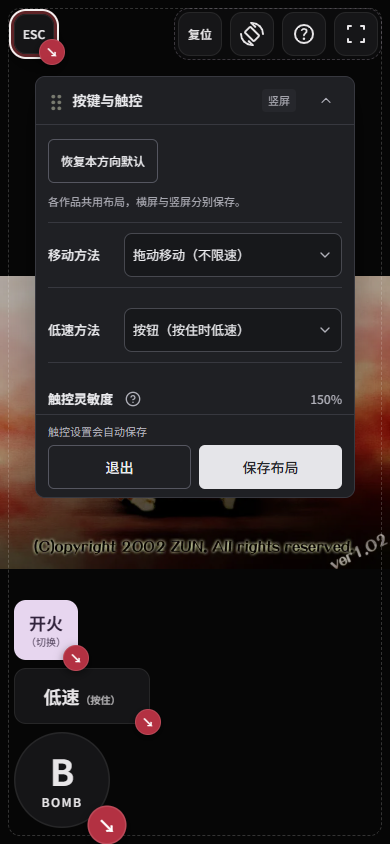 ESC
复位
按键与触控
竖屏
恢复本方向默认
各作品共用布局，横屏与竖屏分别保存。
移动方法
拖动移动（不限速）
低速方法
按钮（按住时低速）
触控灵敏度
150%
触控设置会自动保存
退出
保存布局
(C)opyright 2002 ZUN, All rights reserved.
ver1.02
开火
（切换）
低速（按住）
B
BOMB